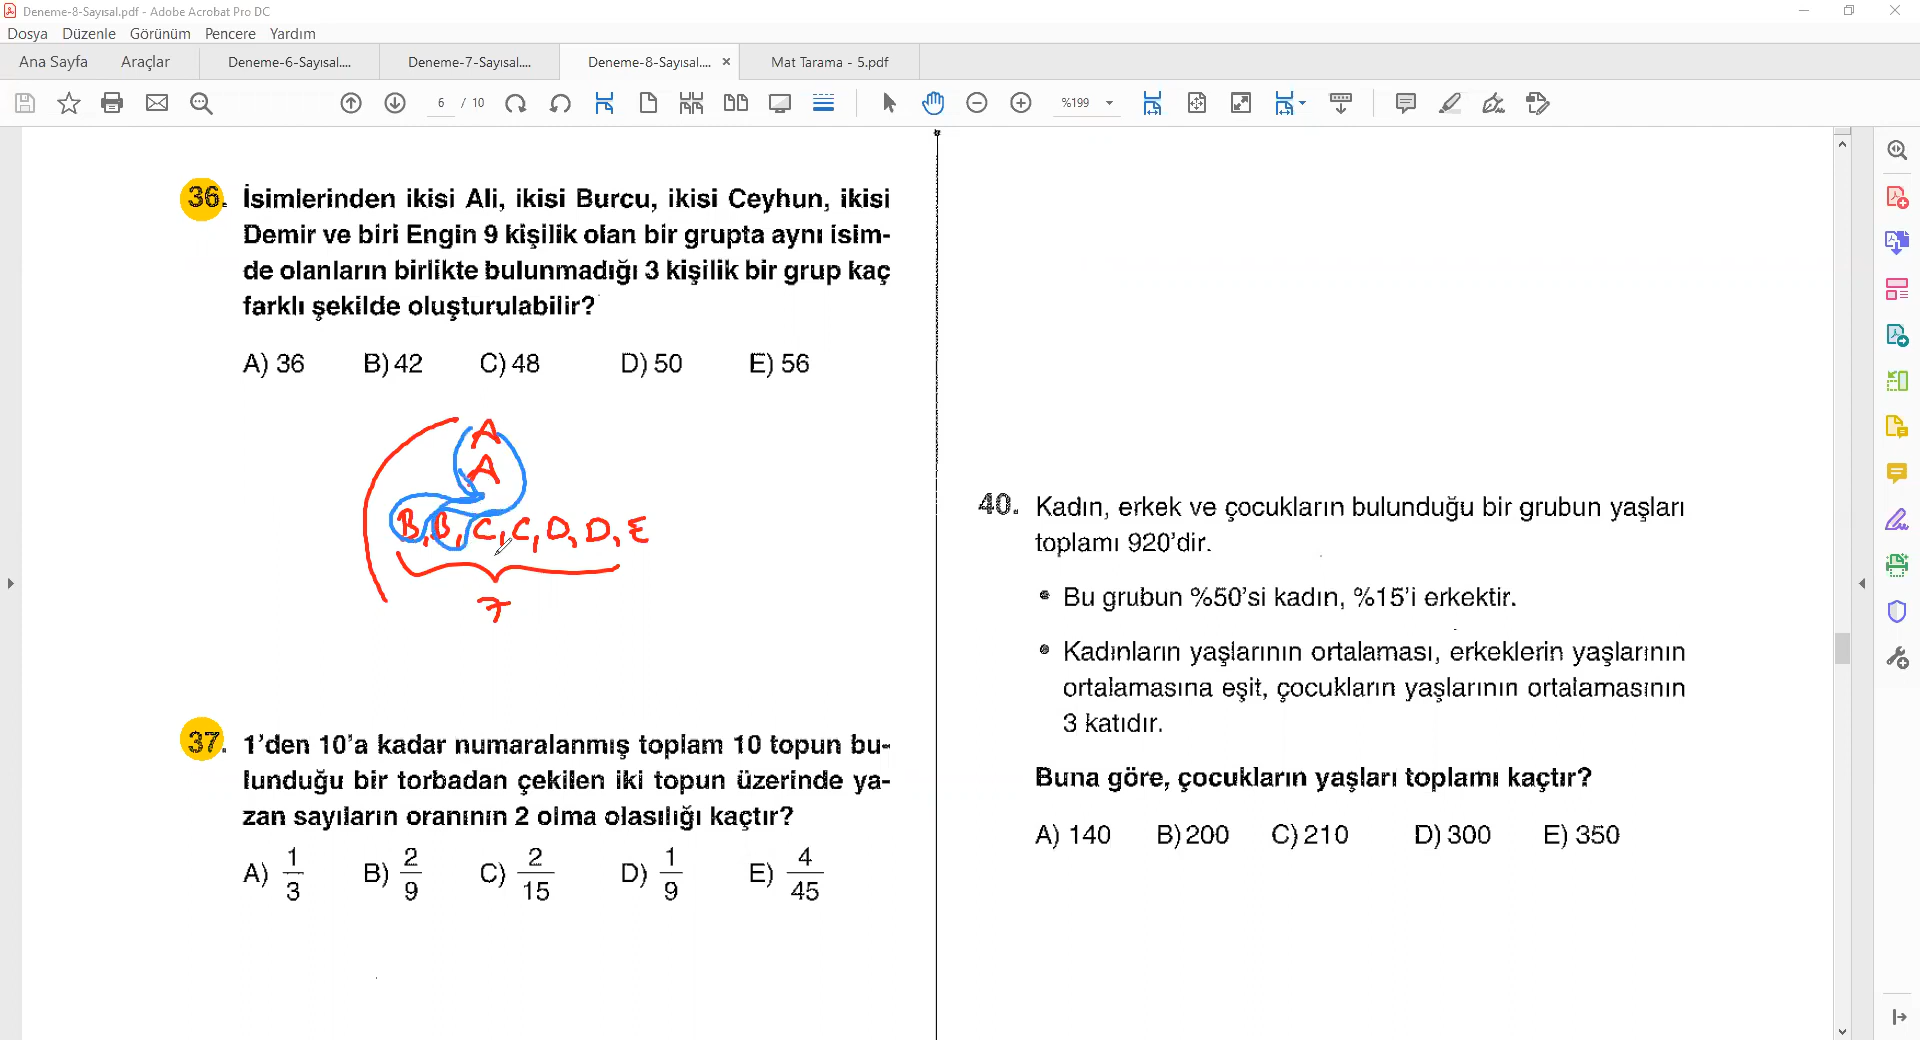 Deneme-8-Sayısal.pdf - Adobe Acrobat Pro DC
Dosya Düzenle Görünüm Pencere Yardım
Ana Sayfa Araçlar Deneme-6-Sayısal.... Deneme-7-Sayısal.... Deneme-8-Sayısal.... × Mat Tarama - 5.pdf
6 / 10 %199
36. İsimlerinden ikisi Ali, ikisi Burcu, ikisi Ceyhun, ikisi
Demir ve biri Engin 9 kişilik olan bir grupta aynı isim-
de olanların birlikte bulunmadığı 3 kişilik bir grup kaç
farklı şekilde oluşturulabilir?
A) 36 B) 42 C) 48 D) 50 E) 56
A
A
B, B, C, C, D, D, E
7
37. 1'den 10'a kadar numaralanmış toplam 10 topun bu-
lunduğu bir torbadan çekilen iki topun üzerinde ya-
zan sayıların oranının 2 olma olasılığı kaçtır?
A) 1/3 B) 2/9 C) 2/15 D) 1/9 E) 4/45
40. Kadın, erkek ve çocukların bulunduğu bir grubun yaşları
toplamı 920'dir.
• Bu grubun %50'si kadın, %15'i erkektir.
• Kadınların yaşlarının ortalaması, erkeklerin yaşlarının
ortalamasına eşit, çocukların yaşlarının ortalamasının
3 katıdır.
Buna göre, çocukların yaşları toplamı kaçtır?
A) 140 B) 200 C) 210 D) 300 E) 350